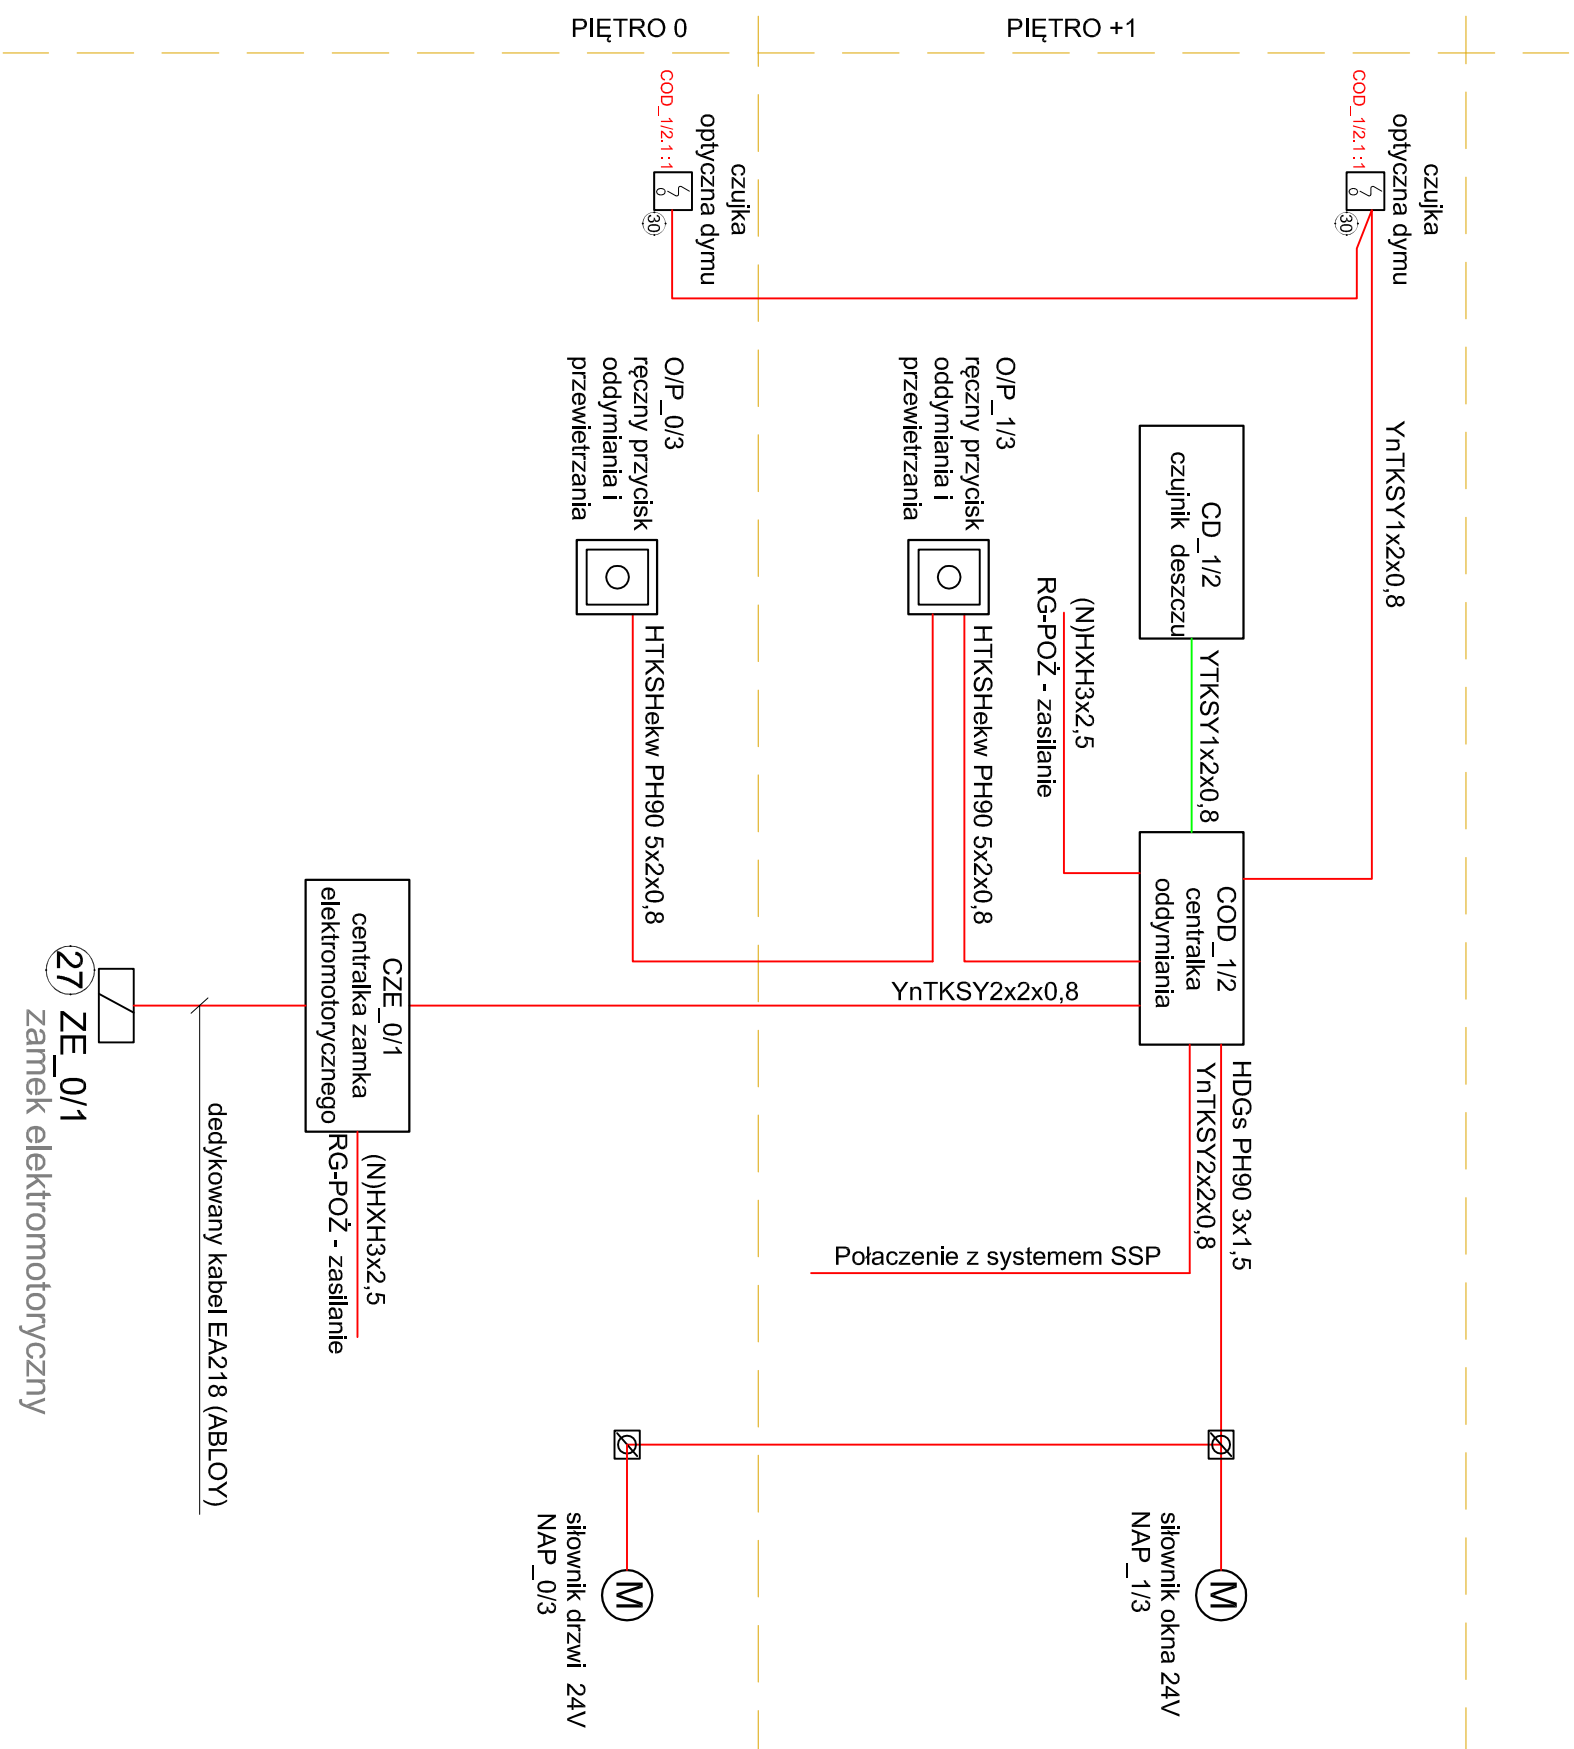 PIĘTRO 0
PIĘTRO +1
COD_1/2.1:1
czujka
optyczna dymu
30
COD_1/2.1:1
czujka
optyczna dymu
30
YnTKSY1x2x0,8
O/P_0/3
ręczny przycisk
oddymiania i
przewietrzania
O/P_1/3
ręczny przycisk
oddymiania i
przewietrzania
CD_1/2
czujnik deszczu
YTKSY1x2x0,8
(N)HXH3x2,5
RG-POŻ - zasilanie
HTKSHekw PH90 5x2x0,8
HTKSHekw PH90 5x2x0,8
COD_1/2
centralka
oddymiania
YnTKSY2x2x0,8
HDGs PH90 3x1,5
YnTKSY2x2x0,8
Połaczenie z systemem SSP
CZE_0/1
centralka zamka
elektromotorycznego
(N)HXH3x2,5
RG-POŻ - zasilanie
27
ZE_0/1
zamek elektromotoryczny
dedykowany kabel EA218 (ABLOY)
M
siłownik drzwi 24V
NAP_0/3
M
siłownik okna 24V
NAP_1/3